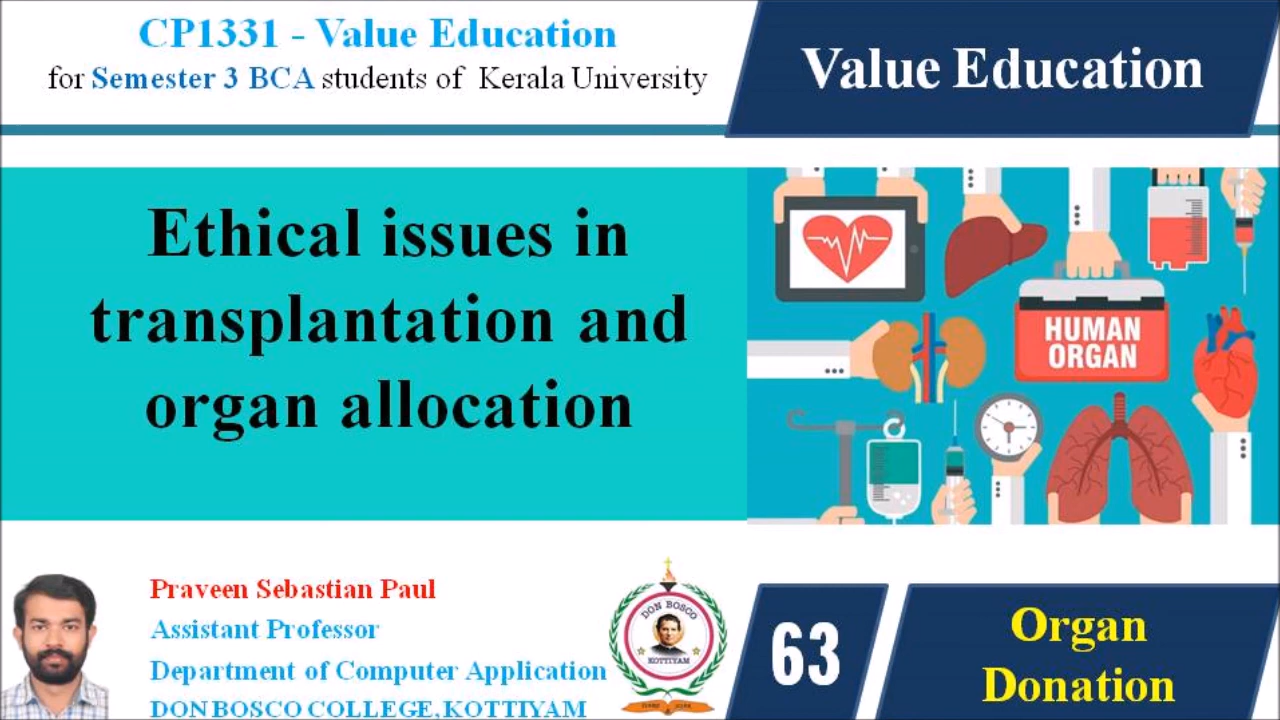 CP1331 - Value Education
for Semester 3 BCA students of Kerala University
Value Education
Ethical issues in
transplantation and
organ allocation
HUMAN
ORGAN
Praveen Sebastian Paul
Assistant Professor
Department of Computer Application
DON BOSCO COLLEGE, KOTTIYAM
DON BOSCO
KOTTIYAM
63
Organ
Donation